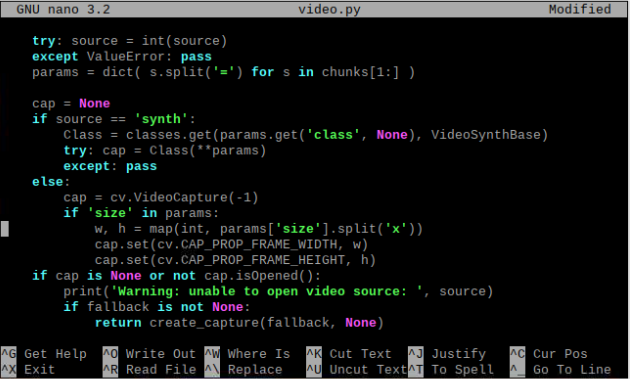 GNU nano 3.2 video.py Modified
try: source = int(source)
except ValueError: pass
params = dict( s.split('=') for s in chunks[1:] )
cap = None
if source == 'synth':
Class = classes.get(params.get('class', None), VideoSynthBase)
try: cap = Class(**params)
except: pass
else:
cap = cv.VideoCapture(-1)
if 'size' in params:
w, h = map(int, params['size'].split('x'))
cap.set(cv.CAP_PROP_FRAME_WIDTH, w)
cap.set(cv.CAP_PROP_FRAME_HEIGHT, h)
if cap is None or not cap.isOpened():
print('Warning: unable to open video source: ', source)
if fallback is not None:
return create_capture(fallback, None)
^G Get Help ^O Write Out ^W Where Is ^K Cut Text ^J Justify ^C Cur Pos
^X Exit ^R Read File ^\ Replace ^U Uncut Text ^T To Spell ^_ Go To Line